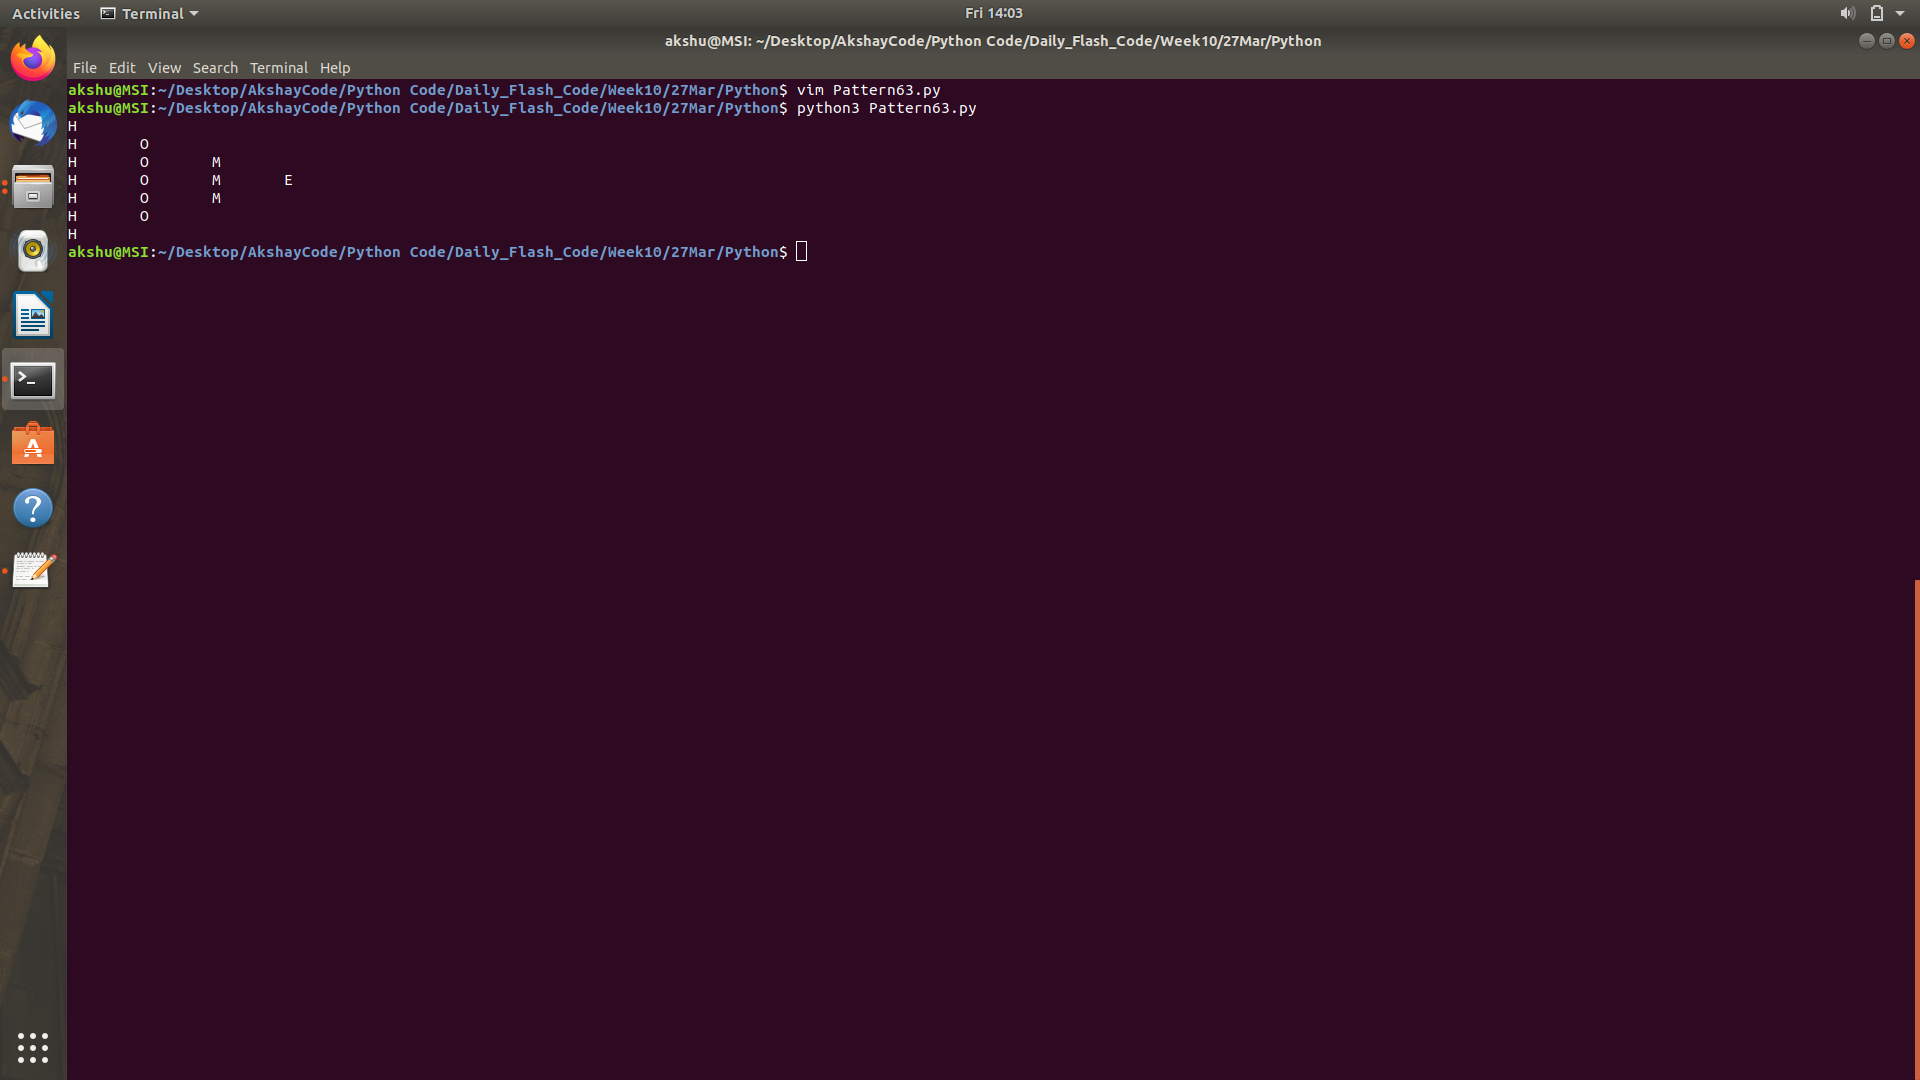 Activities Terminal Fri 14:03
akshu@MSI: ~/Desktop/AkshayCode/Python Code/Daily_Flash_Code/Week10/27Mar/Python
File Edit View Search Terminal Help
akshu@MSI:~/Desktop/AkshayCode/Python Code/Daily_Flash_Code/Week10/27Mar/Python$ vim Pattern63.py
akshu@MSI:~/Desktop/AkshayCode/Python Code/Daily_Flash_Code/Week10/27Mar/Python$ python3 Pattern63.py
H
H O
H O M
H O M E
H O M
H O
H
akshu@MSI:~/Desktop/AkshayCode/Python Code/Daily_Flash_Code/Week10/27Mar/Python$